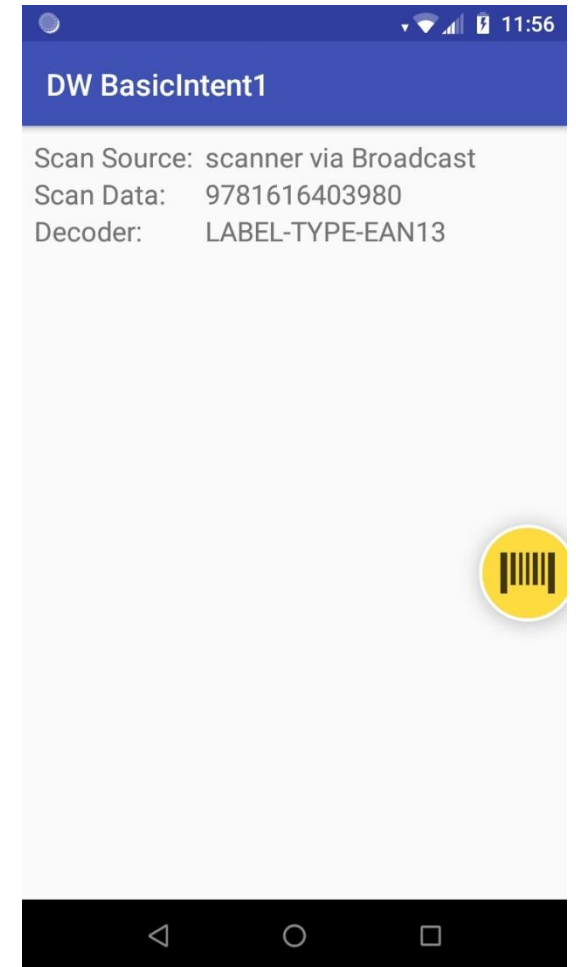 11:56
DW BasicIntent1
Scan Source: scanner via Broadcast
Scan Data: 9781616403980
Decoder: LABEL-TYPE-EAN13